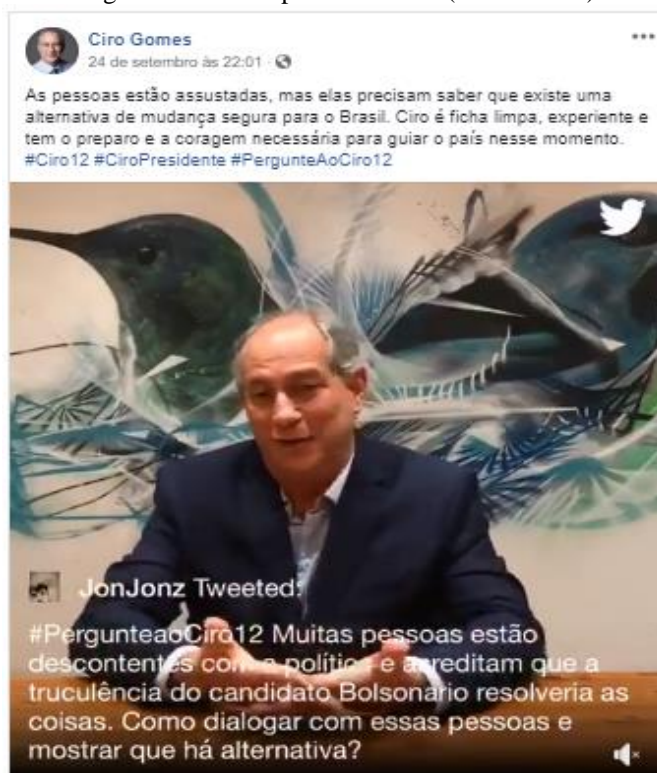 Ciro Gomes
24 de setembro às 22:01
As pessoas estão assustadas, mas elas precisam saber que existe uma
alternativa de mudança segura para o Brasil. Ciro é ficha limpa, experiente e
tem o preparo e a coragem necessária para guiar o país nesse momento.
#Ciro12 #CiroPresidente #PergunteAoCiro12
JonJonz Tweeted:
#PergunteaoCiro12 Muitas pessoas estão
descontentes com a política e acreditam que a
truculência do candidato Bolsonario resolveria as
coisas. Como dialogar com essas pessoas e
mostrar que há alternativa?